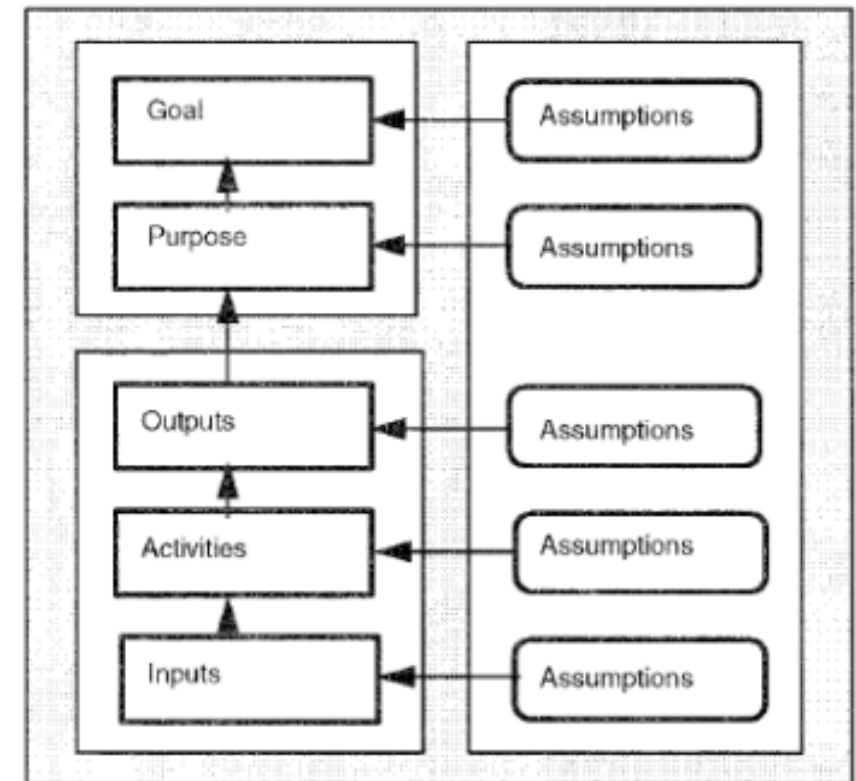 Goal
Assumptions
Purpose
Assumptions
Outputs
Assumptions
Activities
Assumptions
Inputs
Assumptions